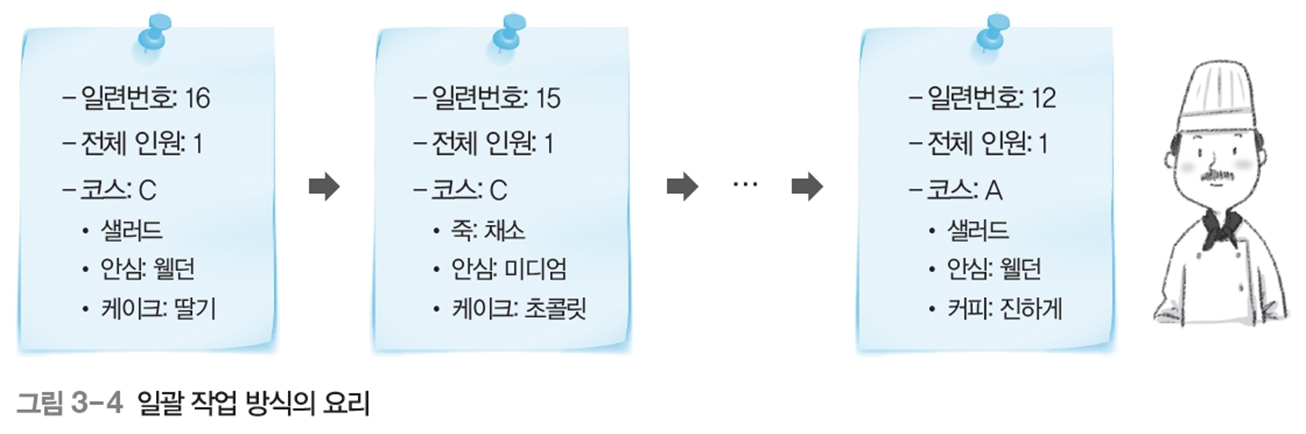 – 일련번호: 16
– 전체 인원: 1
– 코스: C
• 샐러드
• 안심: 웰던
• 케이크: 딸기
– 일련번호: 15
– 전체 인원: 1
– 코스: C
• 죽: 채소
• 안심: 미디엄
• 케이크: 초콜릿
...
– 일련번호: 12
– 전체 인원: 1
– 코스: A
• 샐러드
• 안심: 웰던
• 커피: 진하게
그림 3-4 일괄 작업 방식의 요리